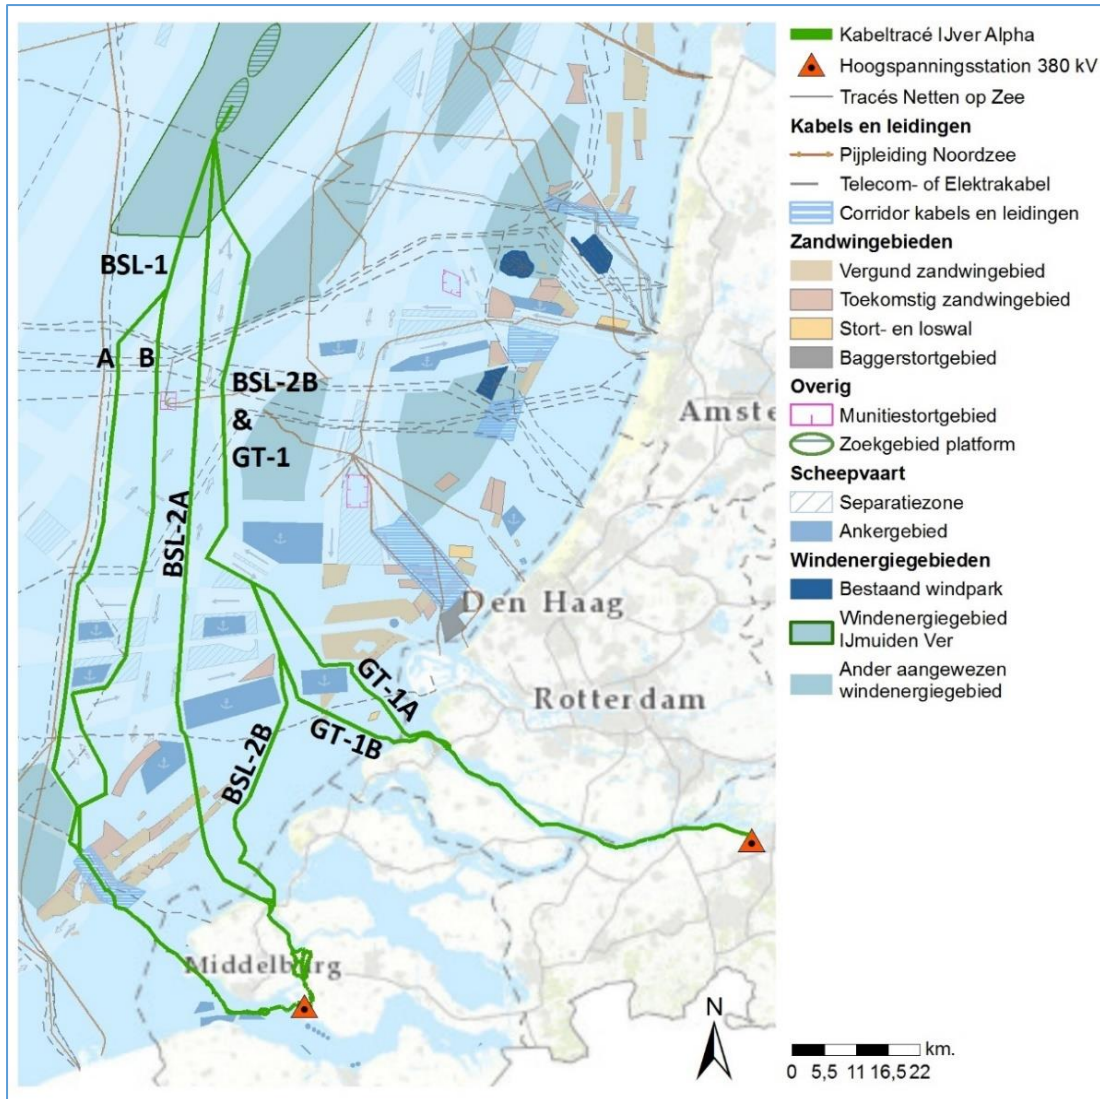 BSL-1
A
B
BSL-2B
&
GT-1
BSL-2A
Amste
Den Haag
Rotterdam
GT-1A
GT-1B
BSL-2B
Middelburg
Kabeltracé IJver Alpha
Hoogspanningsstation 380 kV
Tracés Netten op Zee
Kabels en leidingen
Pijpleiding Noordzee
Telecom- of Elektrakabel
Corridor kabels en leidingen
Zandwingebieden
Vergund zandwingebied
Toekomstig zandwingebied
Stort- en loswal
Baggerstortgebied
Overig
Munitiestortgebied
Zoekgebied platform
Scheepvaart
Separatiezone
Ankergebied
Windenergiegebieden
Bestaand windpark
Windenergiegebied
IJmuiden Ver
Ander aangewezen
windenergiegebied
N
km.
0 5,5 11 16,5 22